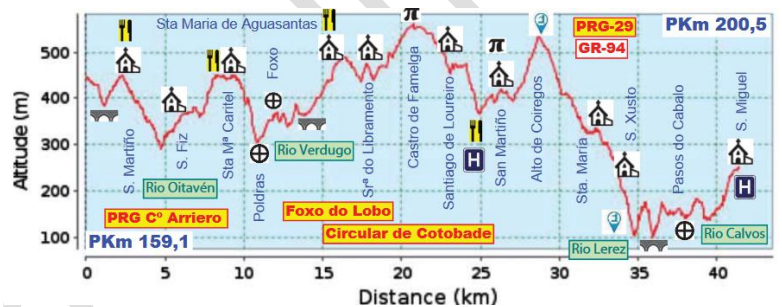 Sta Maria de Aguasantas
PRG-29
GR-94
PKm 200,5
Altitude (m)
500
400
300
200
100
S. Martiño
S. Fiz
Sta Mª Caritel
Poldras
Foxo
Srª do Libramento
Castro de Famelga
Santiago de Loureiro
San Martiño
Alto de Coiregos
Sta. María
S. Xusto
Pasos do Cabalo
S. Miguel
π
π
H
H
Rio Oitavén
Rio Verdugo
Rio Lerez
Rio Calvos
PRG Cº Arriero
Foxo do Lobo
Circular de Cotobade
PKm 159,1
0 5 10 15 20 25 30 35 40
Distance (km)